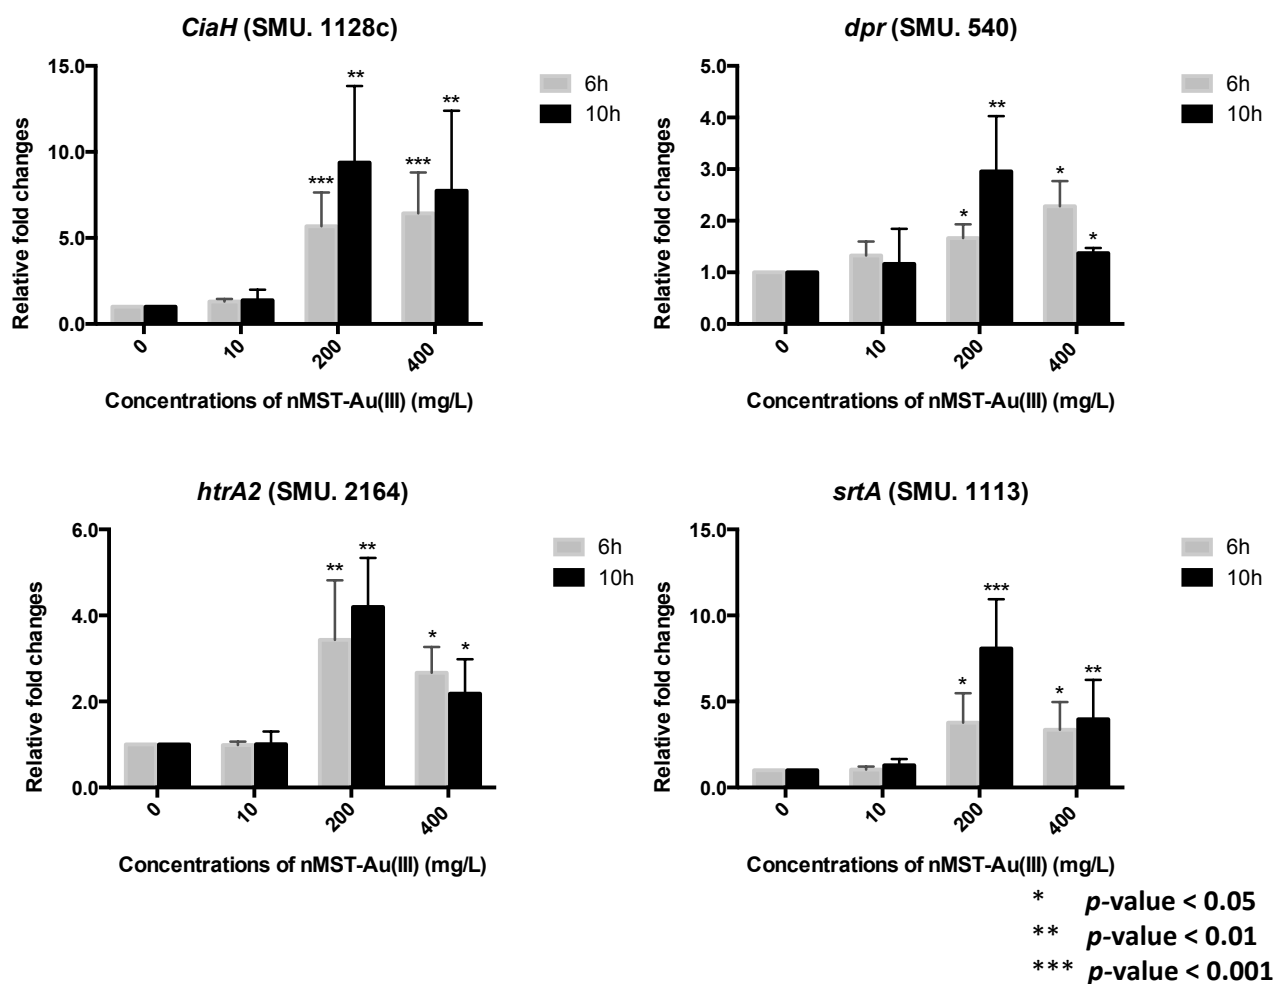 CiaH (SMU. 1128c)
15.0
10.0
5.0
0.0
Relative fold changes
***
**
***
**
0
10
200
400
Concentrations of nMST-Au(III) (mg/L)
6h
10h
dpr (SMU. 540)
5.0
4.0
3.0
2.0
1.0
0.0
Relative fold changes
*
**
*
*
0
10
200
400
Concentrations of nMST-Au(III) (mg/L)
6h
10h
htrA2 (SMU. 2164)
6.0
4.0
2.0
0.0
Relative fold changes
**
**
*
*
0
10
200
400
Concentrations of nMST-Au(III) (mg/L)
6h
10h
srtA (SMU. 1113)
15.0
10.0
5.0
0.0
Relative fold changes
*
***
*
**
0
10
200
400
Concentrations of nMST-Au(III) (mg/L)
6h
10h
* p-value < 0.05
** p-value < 0.01
*** p-value < 0.001